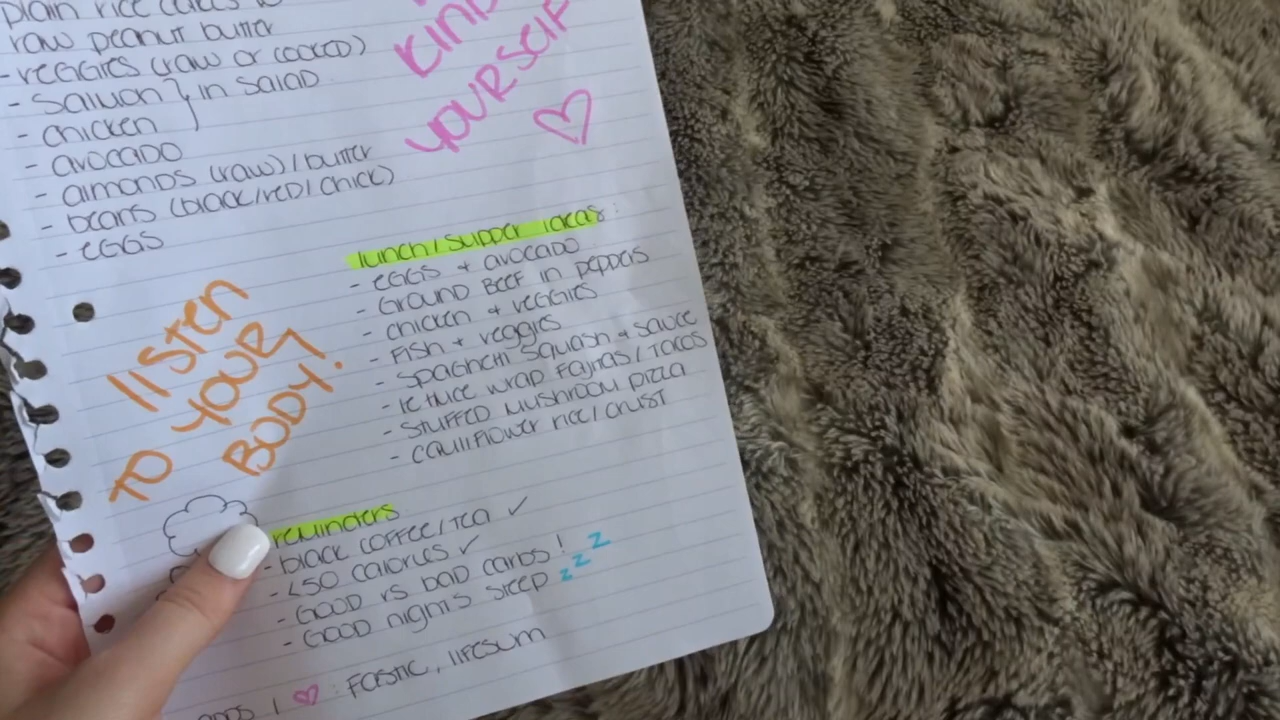 plain rice cakes
raw peanut butter
- veggies (raw or cooked)
- salmon } in salad
- chicken
- avocado
- almonds (raw) / butter
- beans (black/red/chick)
- eggs
KIND
YOURSELF
lunch/supper ideas:
- eggs + avocado
- Ground Beef in peppers
- chicken + veggies
- Fish + veggies
- spaghetti squash + sauce
- lettuce wrap fajitas/tacos
- stuffed mushroom pizza
- cauliflower rice/crust
listen
to your
BODY!
reminders
- black coffee/tea ✓
- <50 calories ✓
- Good vs bad carbs!
- Good nights sleep zzz
apps I ♡: Fastic, lifesum